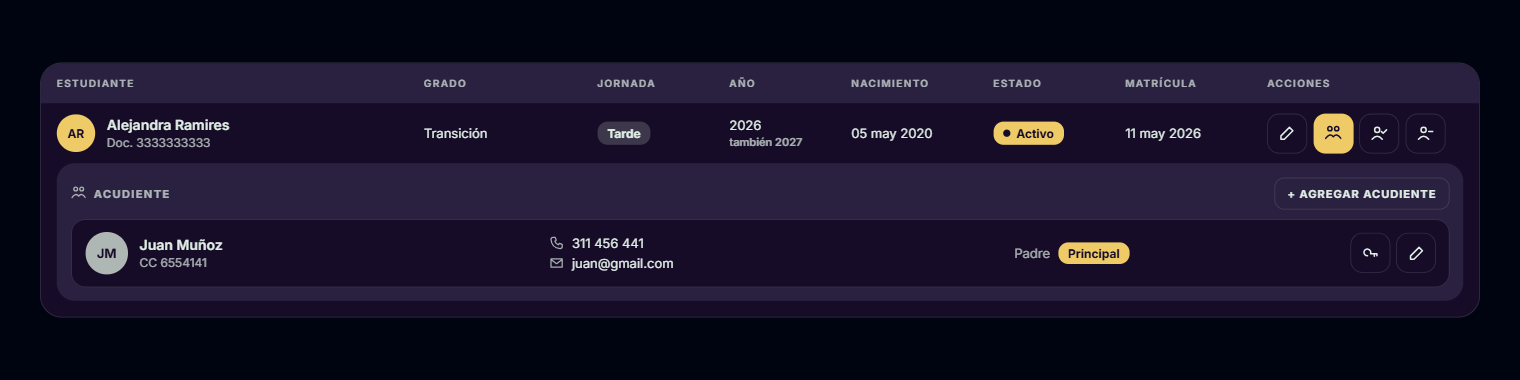 ESTUDIANTE GRADO JORNADA AÑO NACIMIENTO ESTADO MATRÍCULA ACCIONES
AR Alejandra Ramires Transición Tarde 2026 05 may 2020 Activo 11 may 2026
Doc. 3333333333 también 2027
ACUDIENTE + AGREGAR ACUDIENTE
JM Juan Muñoz 311 456 441 Padre Principal
CC 6554141 juan@gmail.com